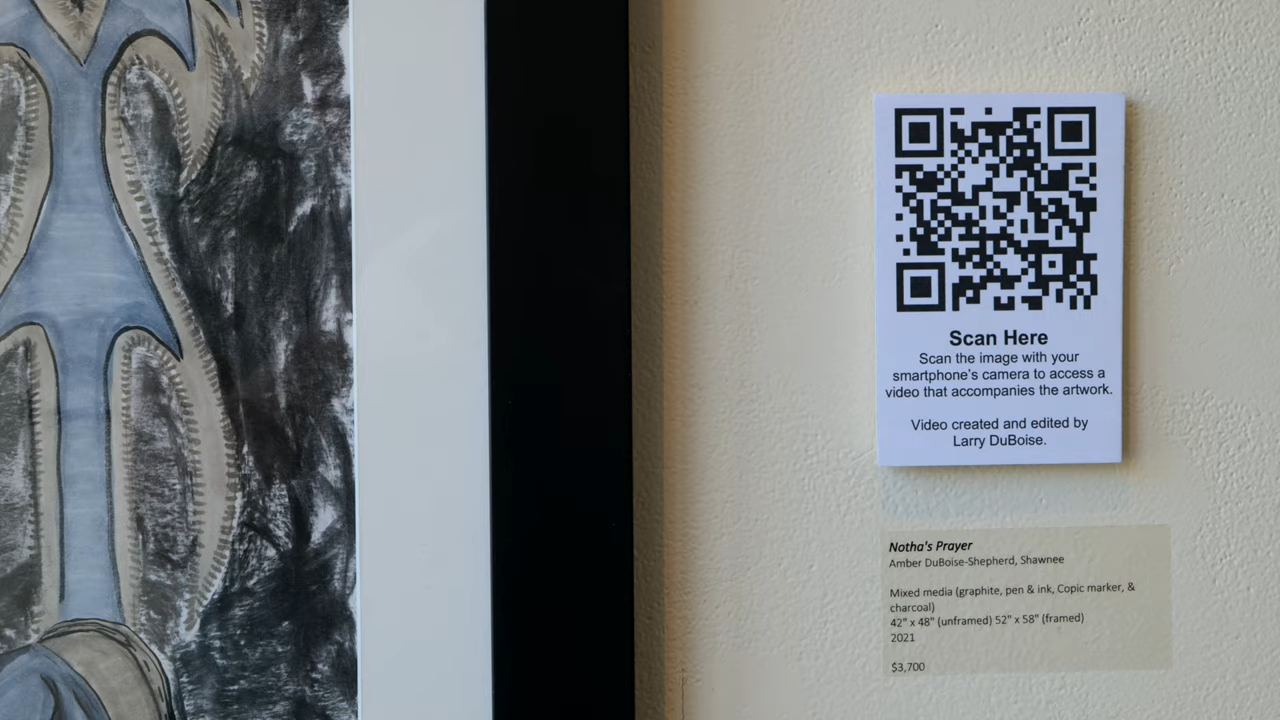 Scan Here
Scan the image with your
smartphone's camera to access a
video that accompanies the artwork.
Video created and edited by
Larry DuBoise.
Notha's Prayer
Amber DuBoise-Shepherd, Shawnee
Mixed media (graphite, pen & ink, Copic marker, &
charcoal)
42" x 48" (unframed) 52" x 58" (framed)
2021
$3,700